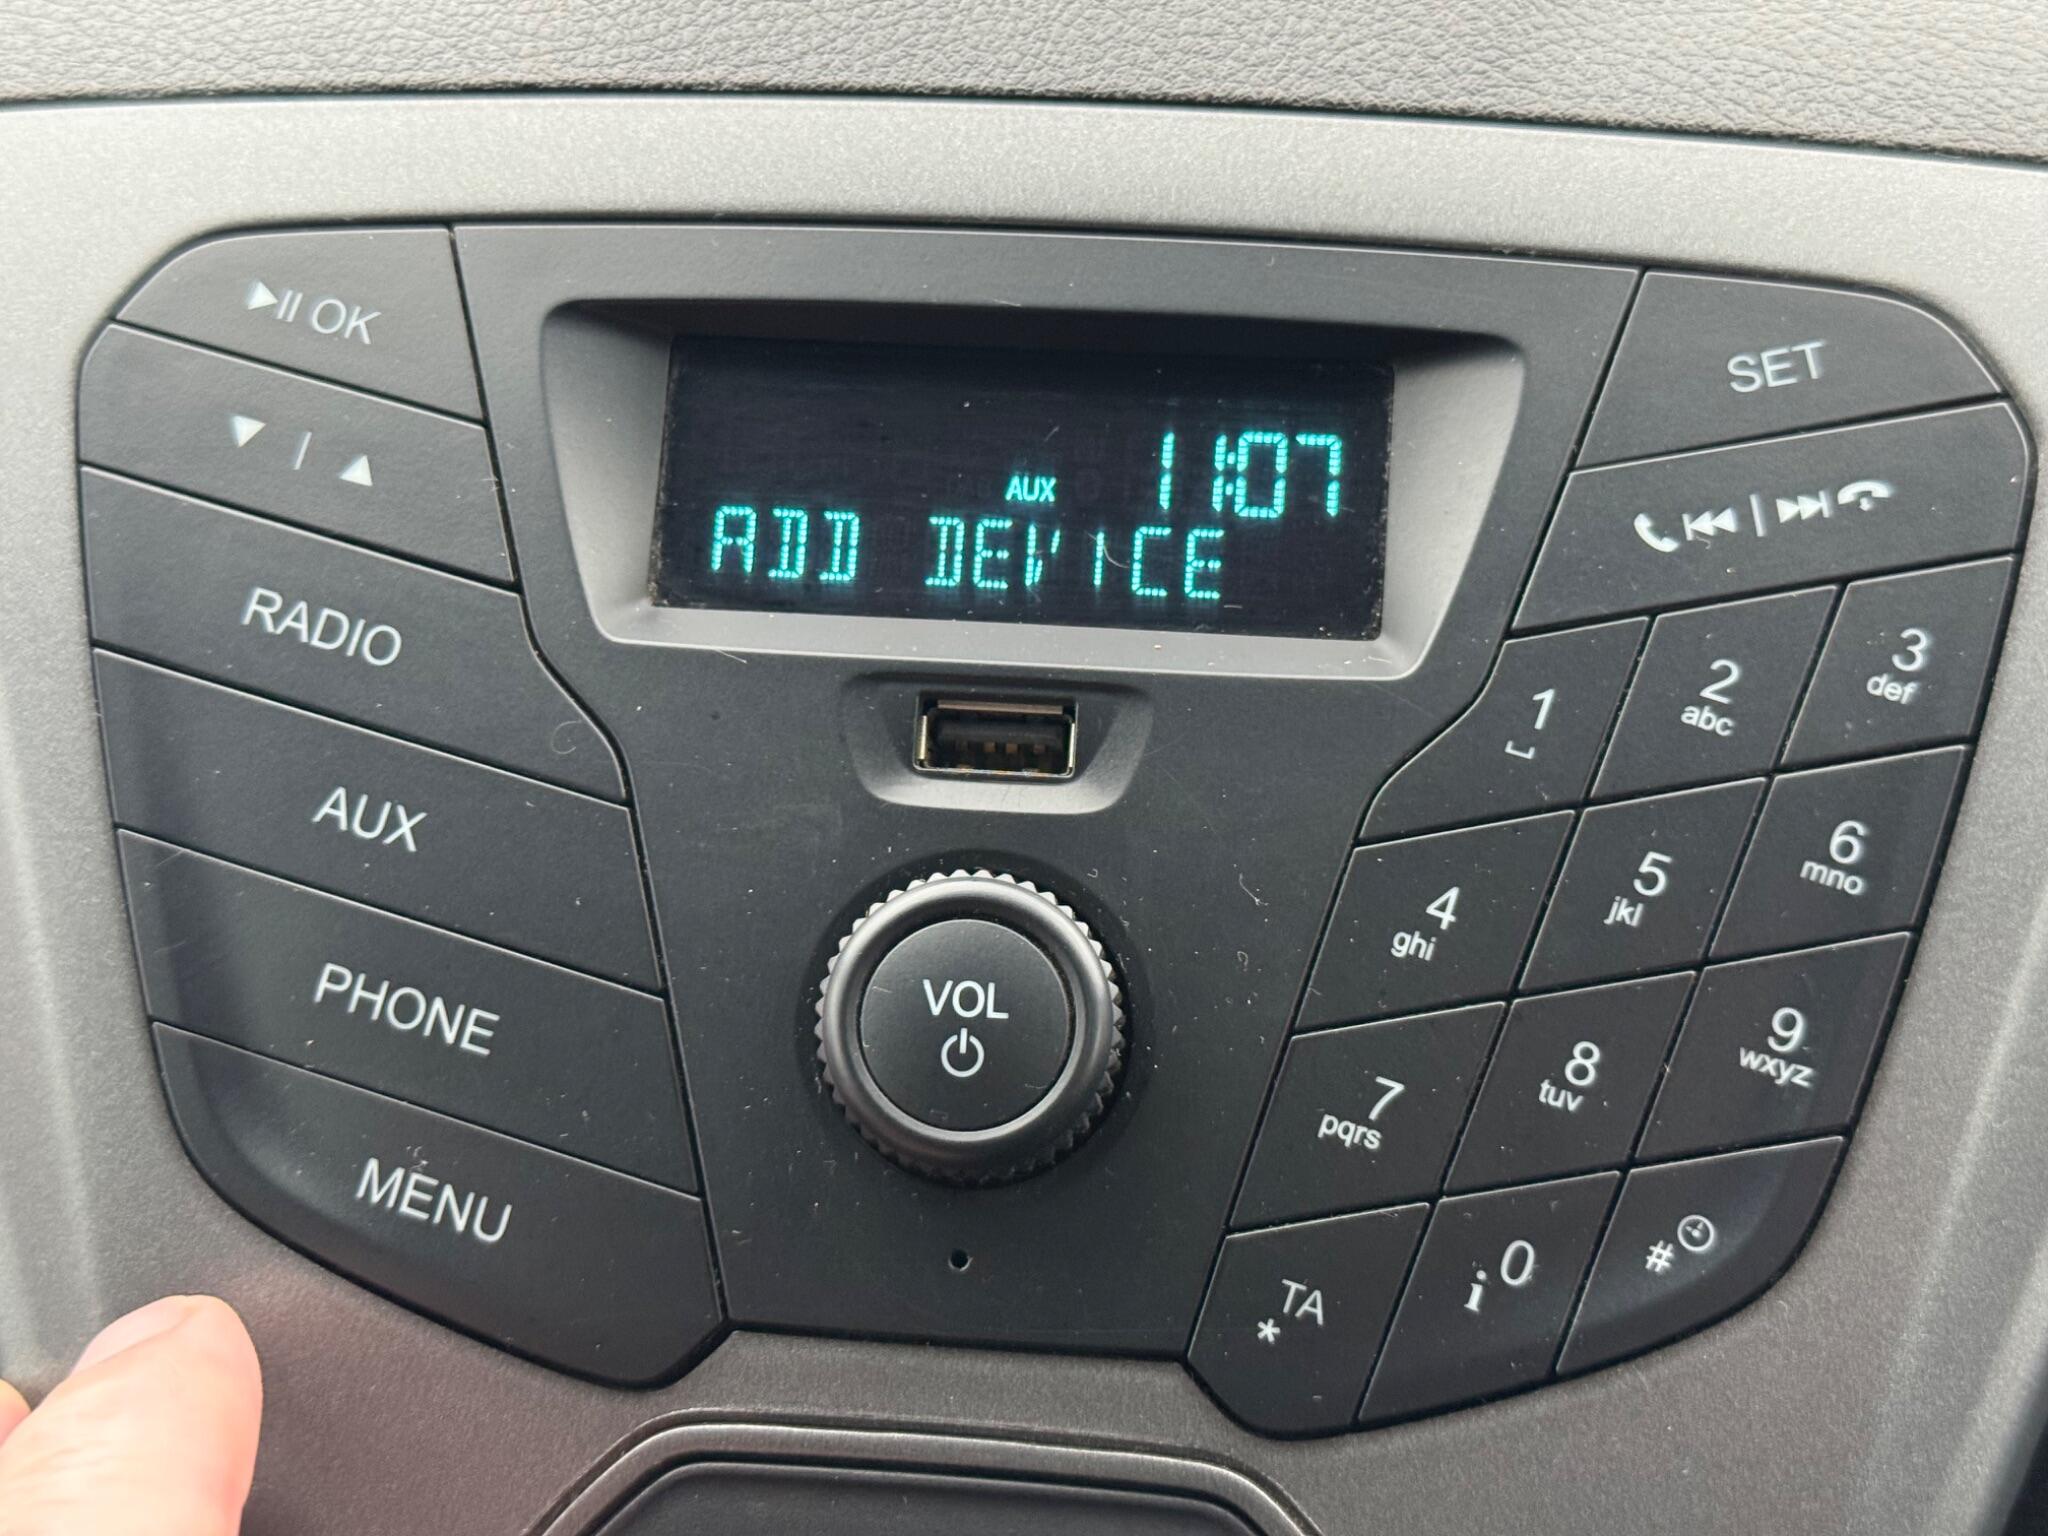 OK
SET
11:07
AUX
ADD DEVICE
RADIO
AUX
PHONE
MENU
VOL
1
2
abc
3
def
4
ghi
5
jkl
6
mno
7
pqrs
8
tuv
9
wxyz
TA
*
i 0
#